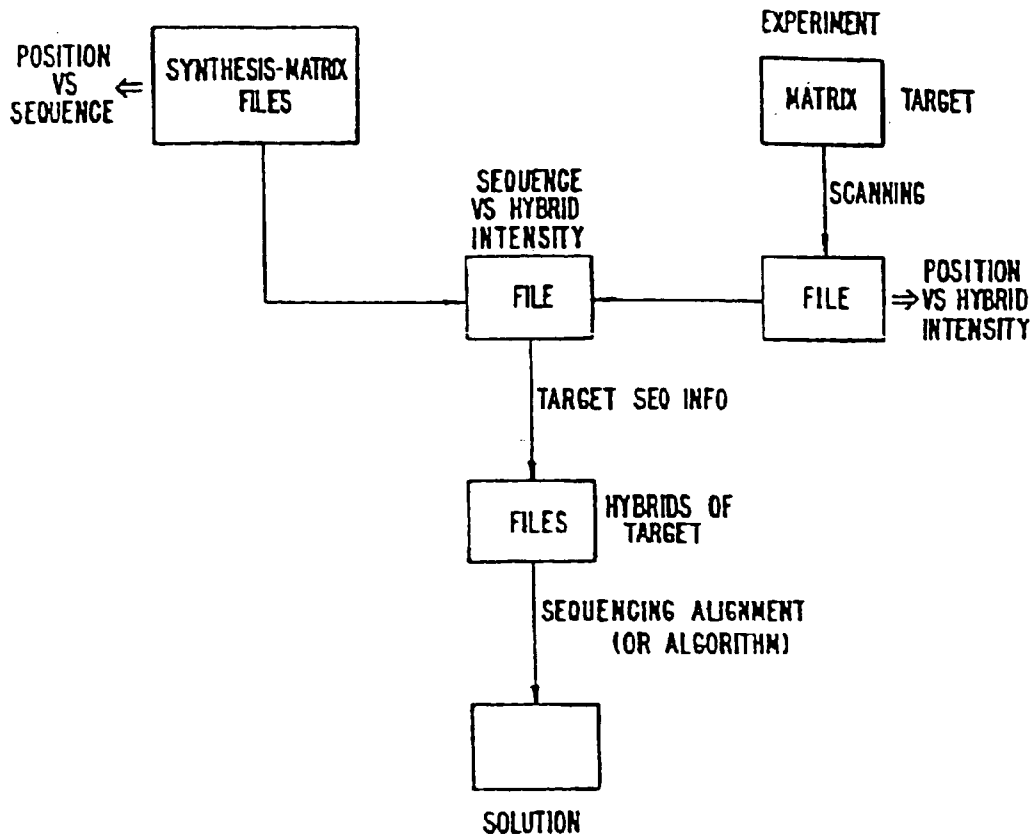 EXPERIMENT
POSITION
VS
SEQUENCE
⇐
SYNTHESIS-MATRIX
FILES
MATRIX
TARGET
SCANNING
SEQUENCE
VS HYBRID
INTENSITY
FILE
FILE
⇒
POSITION
VS HYBRID
INTENSITY
TARGET SEQ INFO
FILES
HYBRIDS OF
TARGET
SEQUENCING ALIGNMENT
(OR ALGORITHM)
SOLUTION